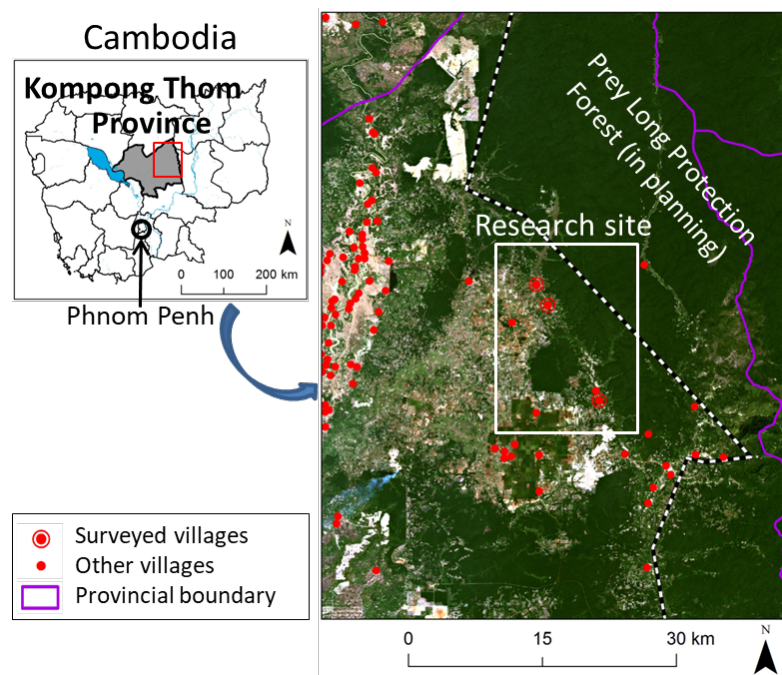 Cambodia
Kompong Thom
Province
N
0 100 200 km
Phnom Penh
Prey Long Protection
Forest (in planning)
Research site
Surveyed villages
Other villages
Provincial boundary
0 15 30 km
N